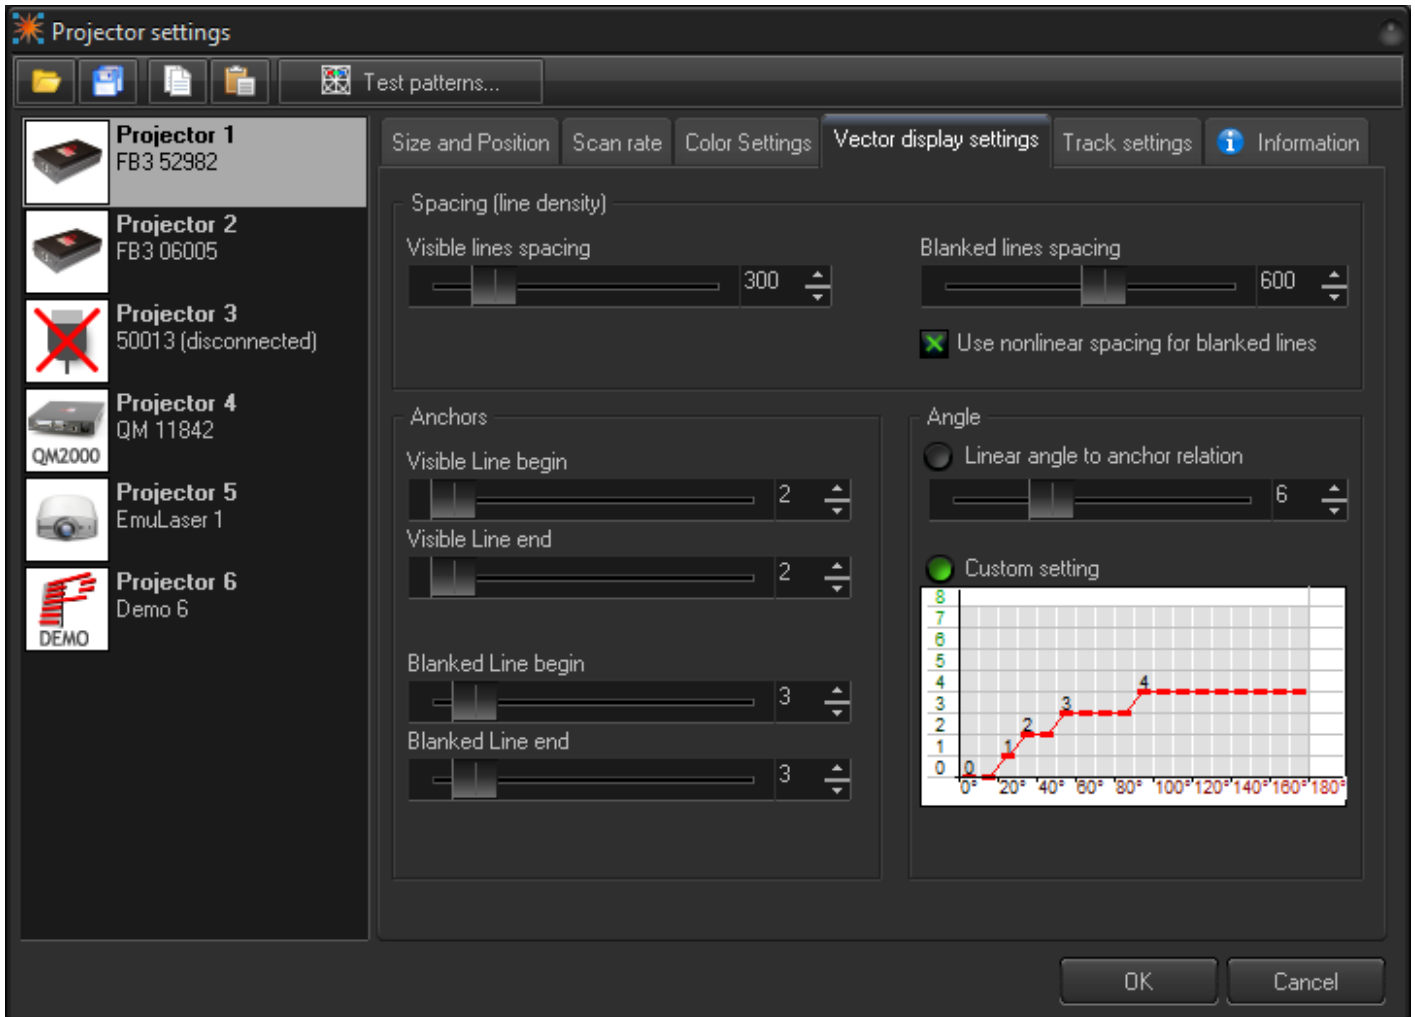 Projector settings
Test patterns...
Projector 1
FB3 52982
Projector 2
FB3 06005
Projector 3
50013 (disconnected)
Projector 4
QM 11842
QM2000
Projector 5
EmuLaser 1
Projector 6
Demo 6
DEMO
Size and Position
Scan rate
Color Settings
Vector display settings
Track settings
Information
Spacing (line density)
Visible lines spacing
300
Blanked lines spacing
600
Use nonlinear spacing for blanked lines
Anchors
Visible Line begin
2
Visible Line end
2
Blanked Line begin
3
Blanked Line end
3
Angle
Linear angle to anchor relation
6
Custom setting
8
7
6
5
4
3
2
1
0
0
1
2
3
4
0° 20° 40° 60° 80° 100° 120° 140° 160° 180°
OK
Cancel